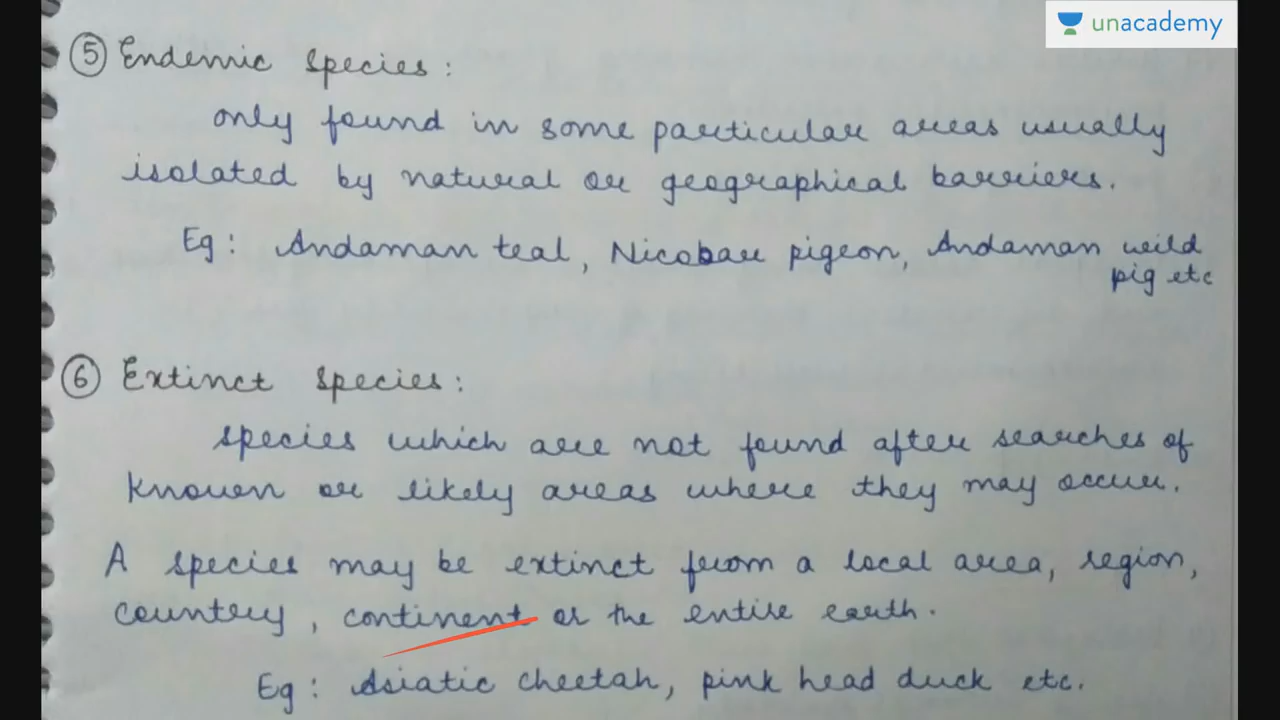 unacademy
5 Endemic species:
only found in some particular areas usually
isolated by natural or geographical barriers.
Eg: Andaman teal, Nicobar pigeon, Andaman wild
pig etc
6 Extinct species:
species which are not found after searches of
known or likely areas where they may occur.
A species may be extinct from a local area, region,
country, continent or the entire earth.
Eg: Asiatic cheetah, pink head duck etc.